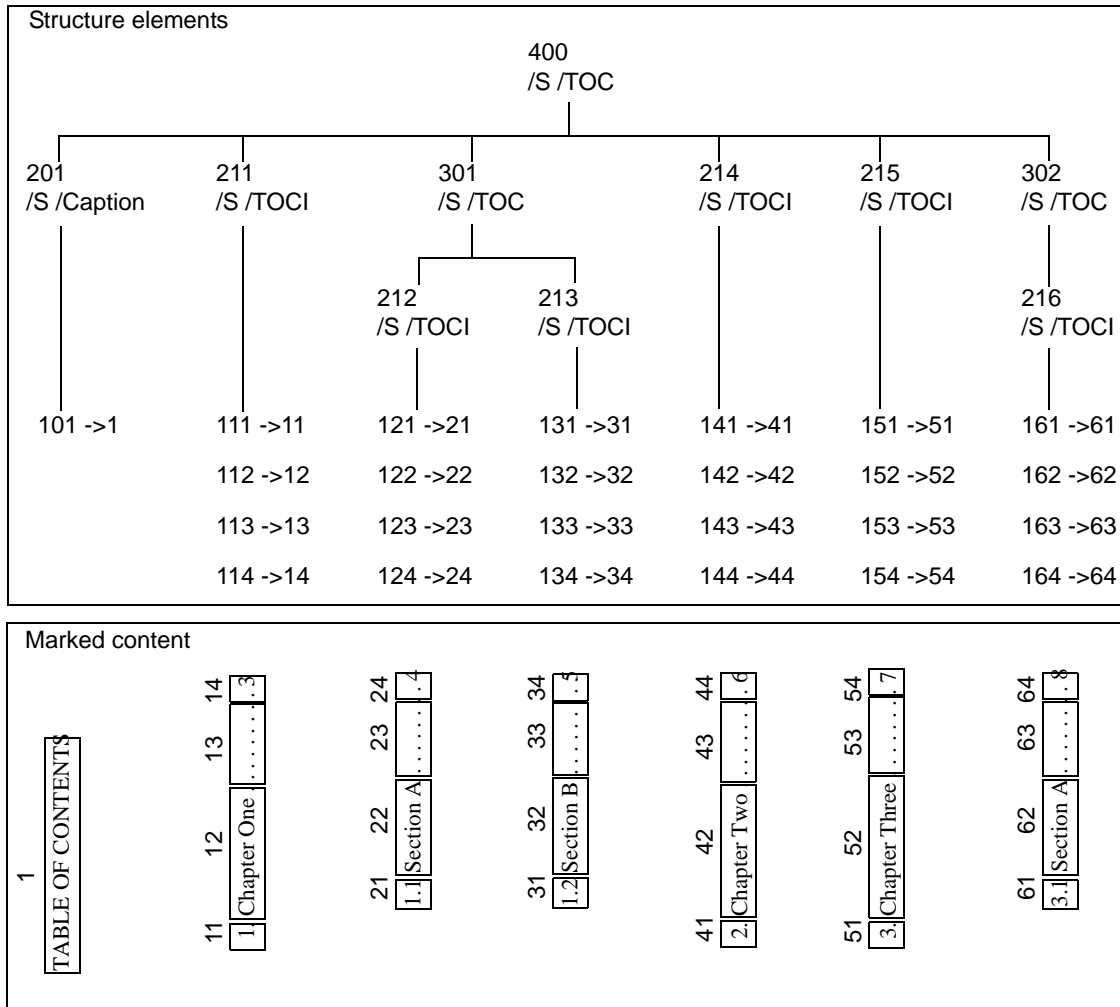 Structure elements
400
/S /TOC
201 211 301 214 215 302
/S /Caption /S /TOCI /S /TOC /S /TOCI /S /TOCI /S /TOC
212 213 216
/S /TOCI /S /TOCI /S /TOCI
101 ->1 111 ->11 121 ->21 131 ->31 141 ->41 151 ->51 161 ->61
112 ->12 122 ->22 132 ->32 142 ->42 152 ->52 162 ->62
113 ->13 123 ->23 133 ->33 143 ->43 153 ->53 163 ->63
114 ->14 124 ->24 134 ->34 144 ->44 154 ->54 164 ->64
Marked content
1
TABLE OF CONTENTS
11 12 13 14
1. Chapter One . . . . . . . . 3
21 22 23 24
1.1 Section A . . . . . . . 4
31 32 33 34
1.2 Section B . . . . . . 5
41 42 43 44
2. Chapter Two . . . . . . . 6
51 52 53 54
3. Chapter Three . . . . . . . 7
61 62 63 64
3.1 Section A . . . . . . . 8